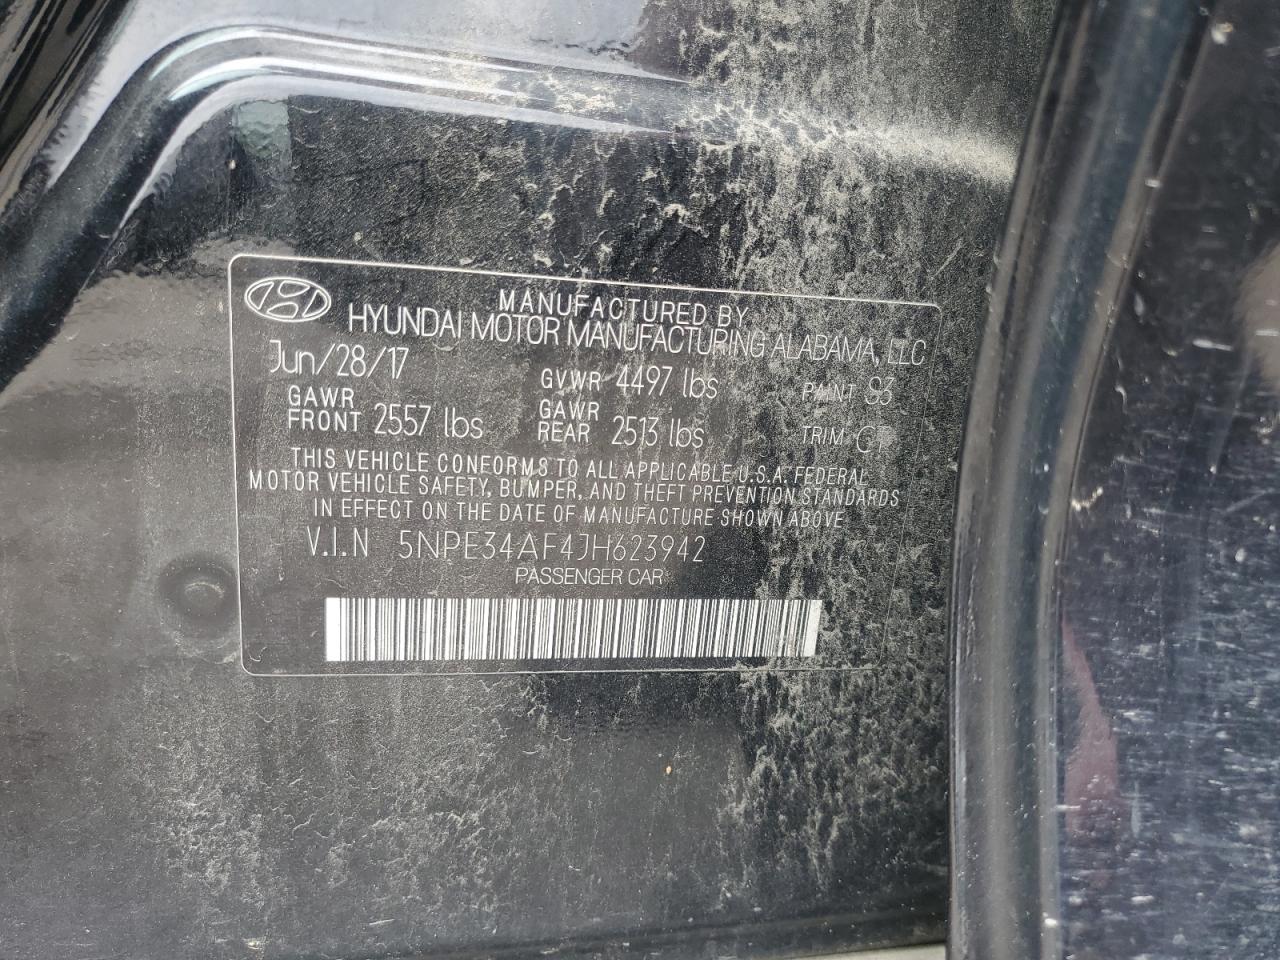 MANUFACTURED BY
HYUNDAI MOTOR MANUFACTURING ALABAMA, LLC
Jun/28/17 GVWR 4497 lbs PAINT S3
GAWR FRONT 2557 lbs GAWR REAR 2513 lbs TRIM
THIS VEHICLE CONFORMS TO ALL APPLICABLE U.S.A. FEDERAL
MOTOR VEHICLE SAFETY, BUMPER, AND THEFT PREVENTION STANDARDS
IN EFFECT ON THE DATE OF MANUFACTURE SHOWN ABOVE
V.I.N 5NPE34AF4JH623942
PASSENGER CAR